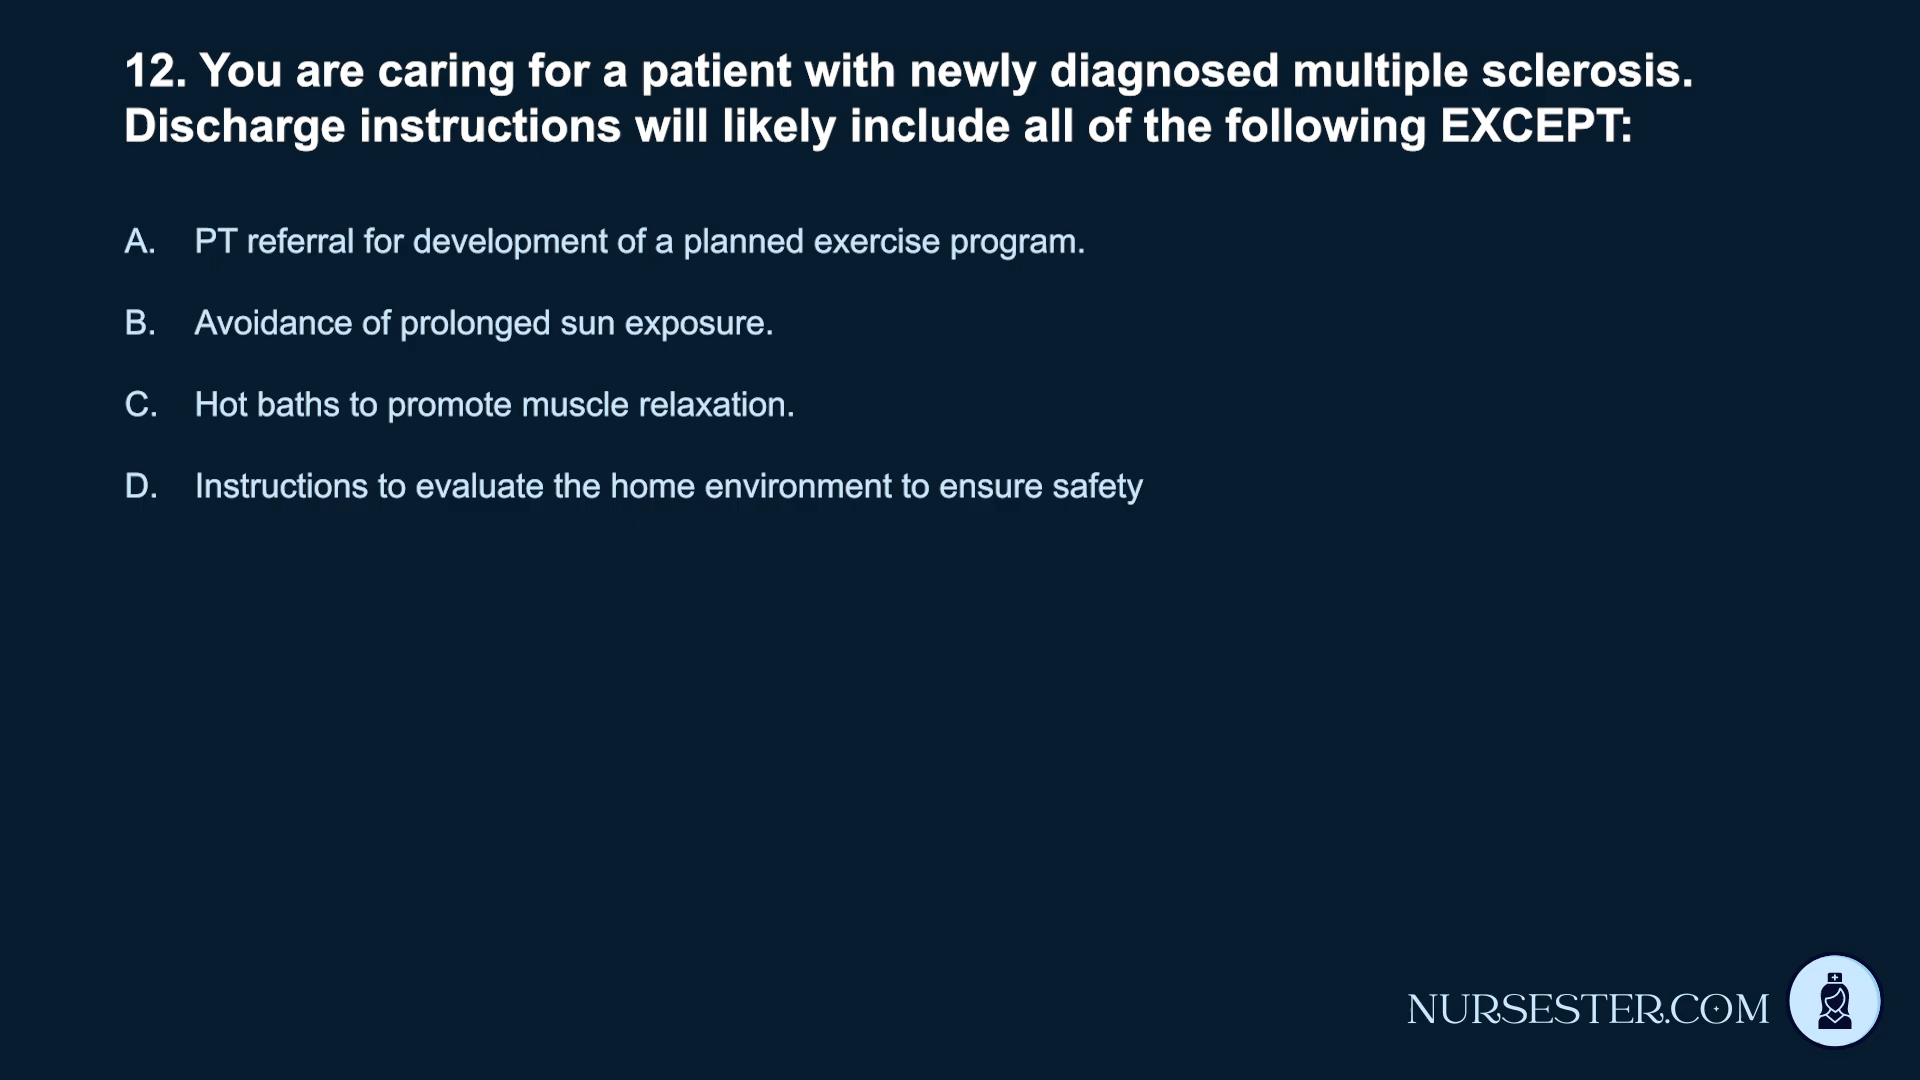 12. You are caring for a patient with newly diagnosed multiple sclerosis.
Discharge instructions will likely include all of the following EXCEPT:
A. PT referral for development of a planned exercise program.
B. Avoidance of prolonged sun exposure.
C. Hot baths to promote muscle relaxation.
D. Instructions to evaluate the home environment to ensure safety
NURSESTER.COM